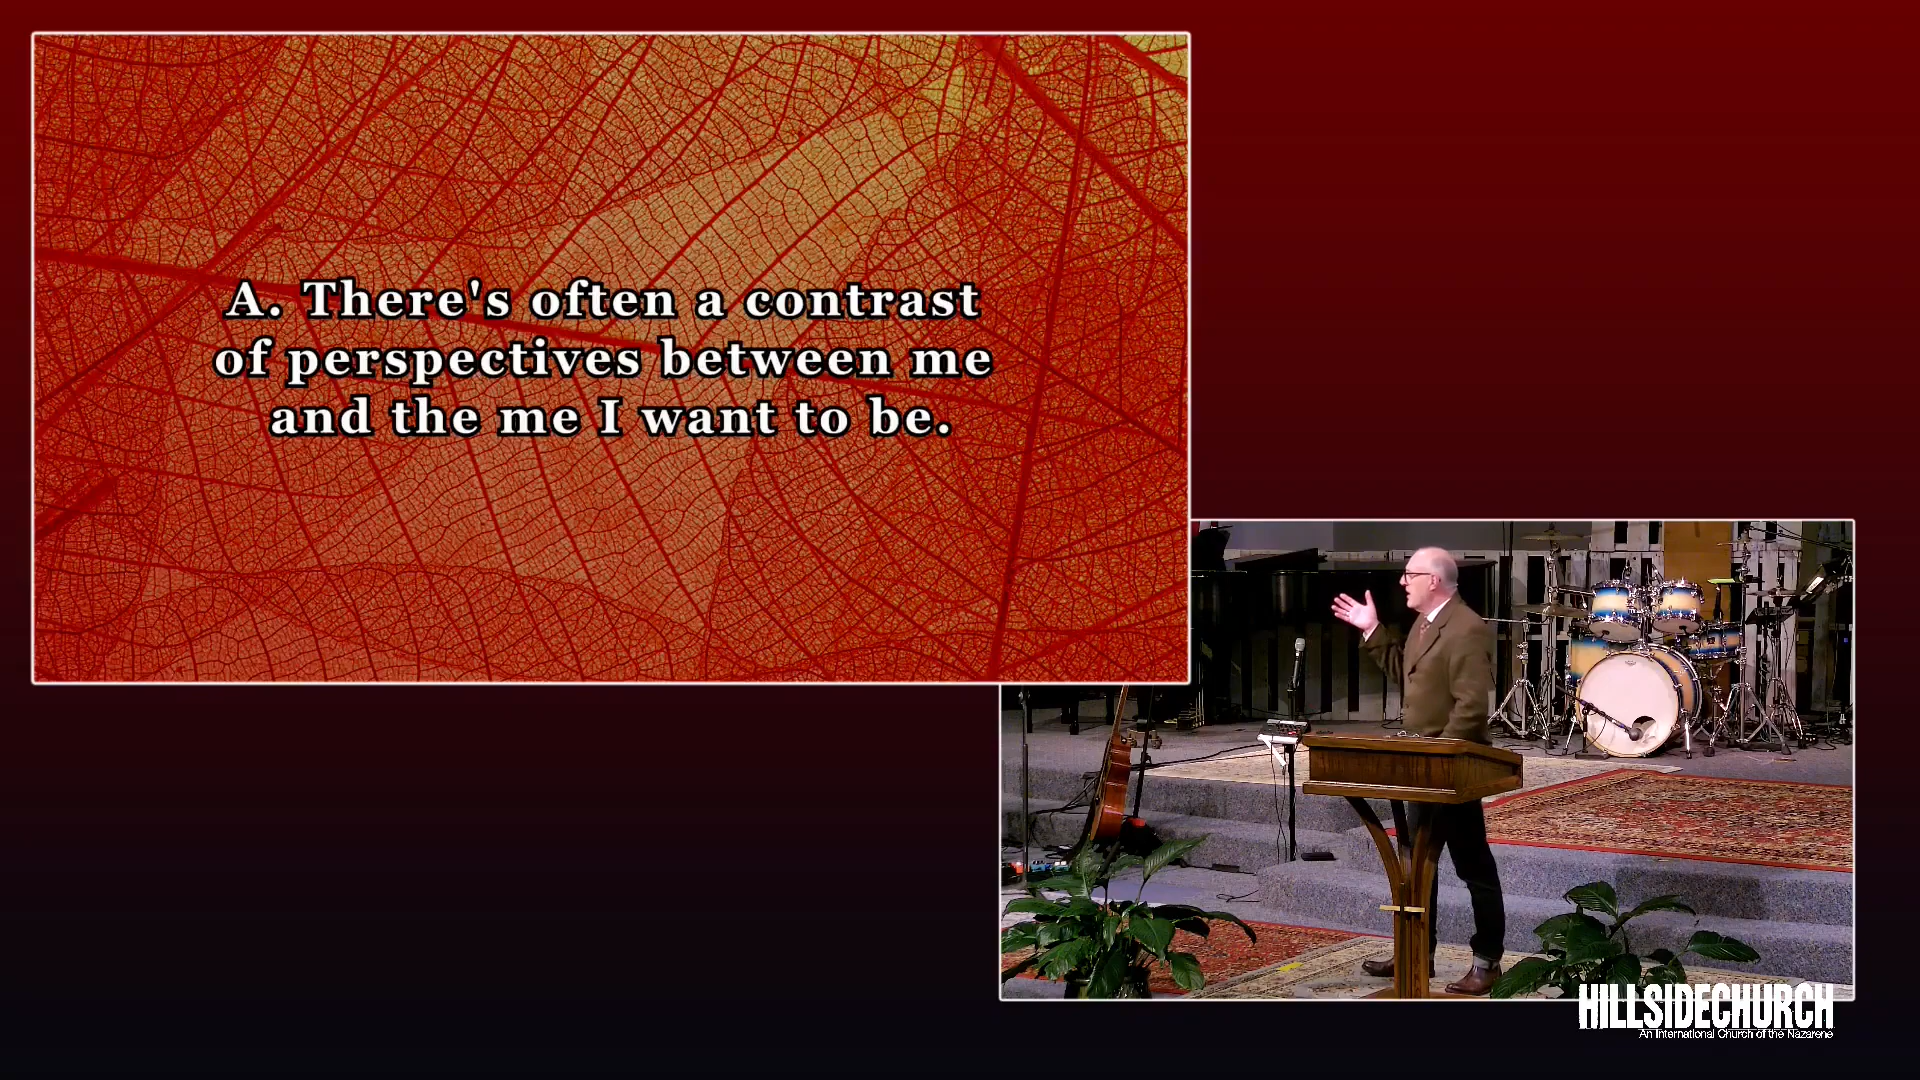 A. There's often a contrast
of perspectives between me
and the me I want to be.
HILLSIDECHURCH
An International Church of the Nazarene